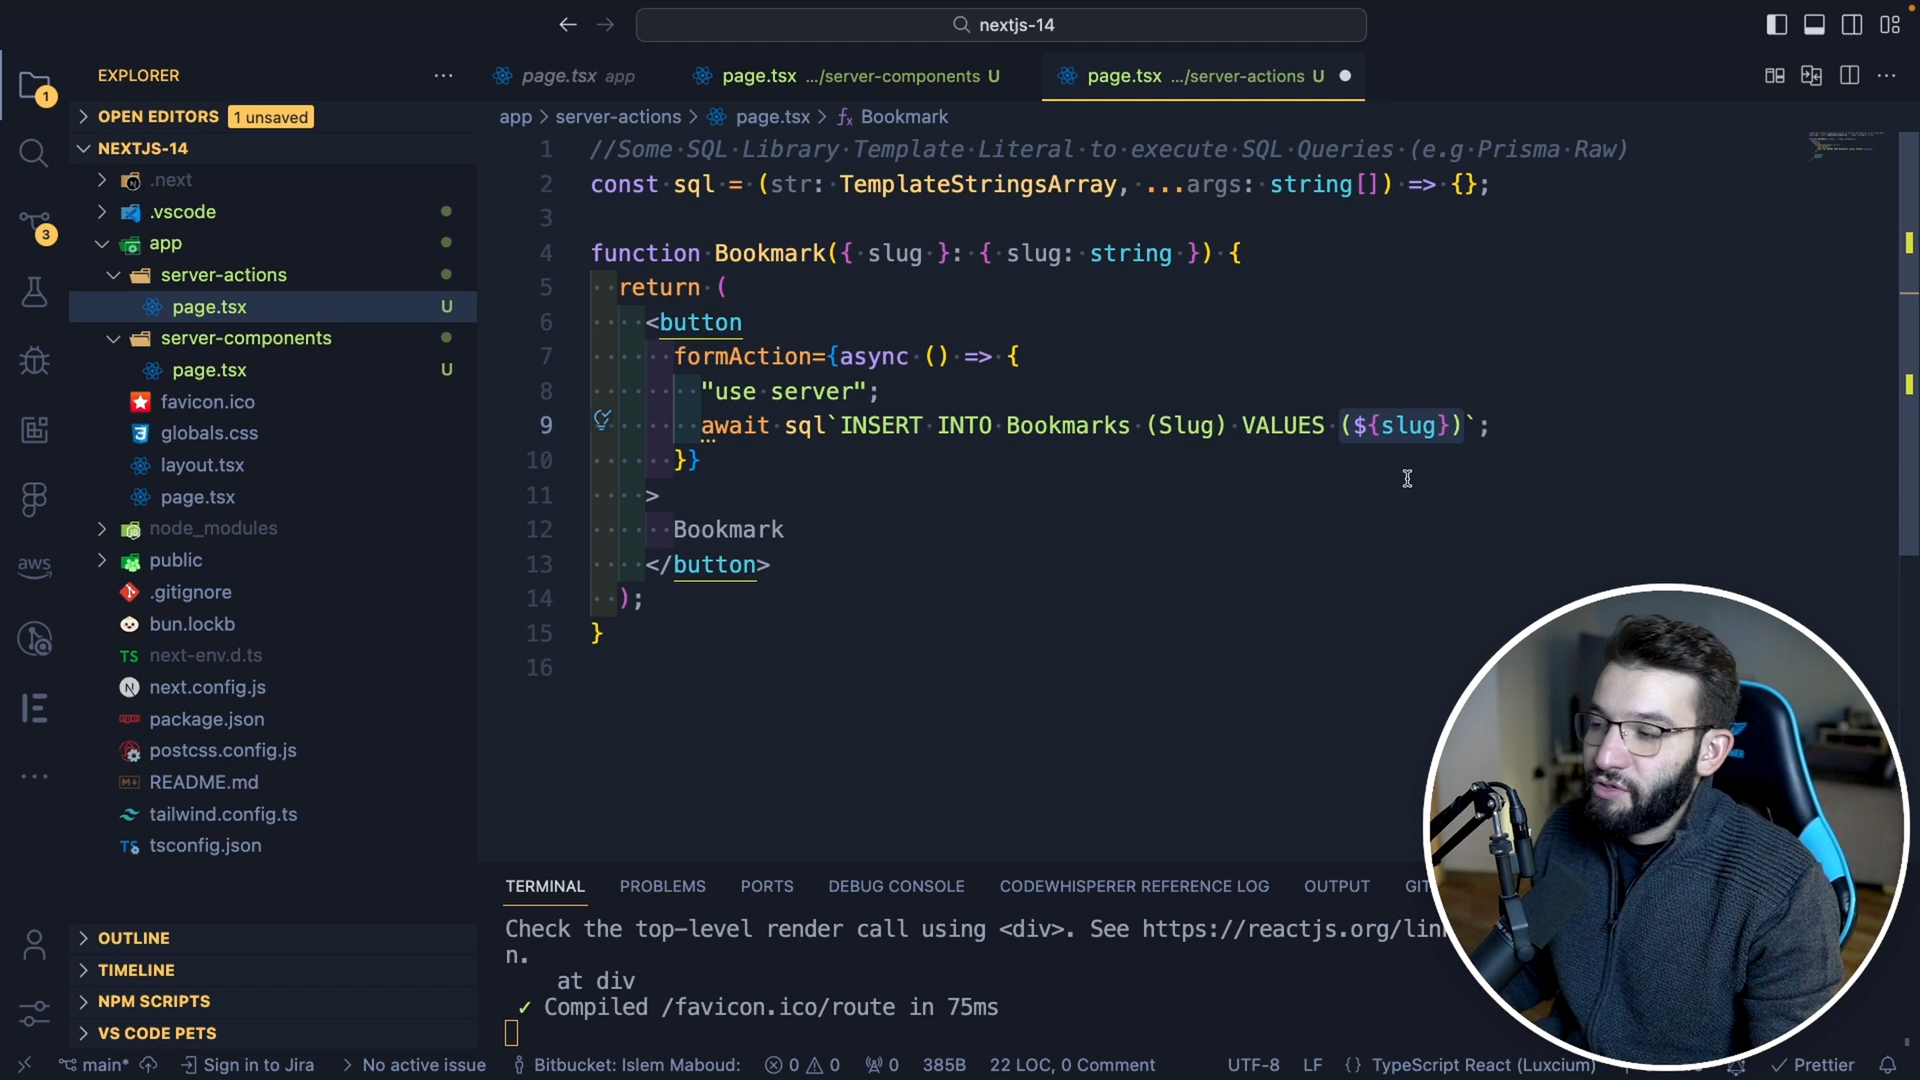 nextjs-14
EXPLORER
page.tsx app
page.tsx .../server-components U
page.tsx .../server-actions U
OPEN EDITORS 1 unsaved
app > server-actions > page.tsx > Bookmark
NEXTJS-14
.next
.vscode
app
server-actions
page.tsx U
server-components
page.tsx U
favicon.ico
globals.css
layout.tsx
page.tsx
node_modules
public
.gitignore
bun.lockb
TS next-env.d.ts
next.config.js
package.json
postcss.config.js
README.md
tailwind.config.ts
TS tsconfig.json
OUTLINE
TIMELINE
NPM SCRIPTS
VS CODE PETS
1
3
aws
1 //Some SQL Library Template Literal to execute SQL Queries (e.g Prisma Raw)
2 const sql = (str: TemplateStringsArray, ...args: string[]) => {};
3
4 function Bookmark({ slug }: { slug: string }) {
5 return (
6 <button
7 formAction={async () => {
8 "use server";
9 await sql`INSERT INTO Bookmarks (Slug) VALUES (${slug})`;
10 }}
11 >
12 Bookmark
13 </button>
14 );
15 }
16
TERMINAL PROBLEMS PORTS DEBUG CONSOLE CODEWHISPERER REFERENCE LOG OUTPUT
Check the top-level render call using <div>. See https://reactjs.org/
n.
at div
✓ Compiled /favicon.ico/route in 75ms
main* Sign in to Jira No active issue Bitbucket: Islem Maboud: 0 0 0 385B 22 LOC, 0 Comment UTF-8 LF {} TypeScript React (Luxcium) Prettier